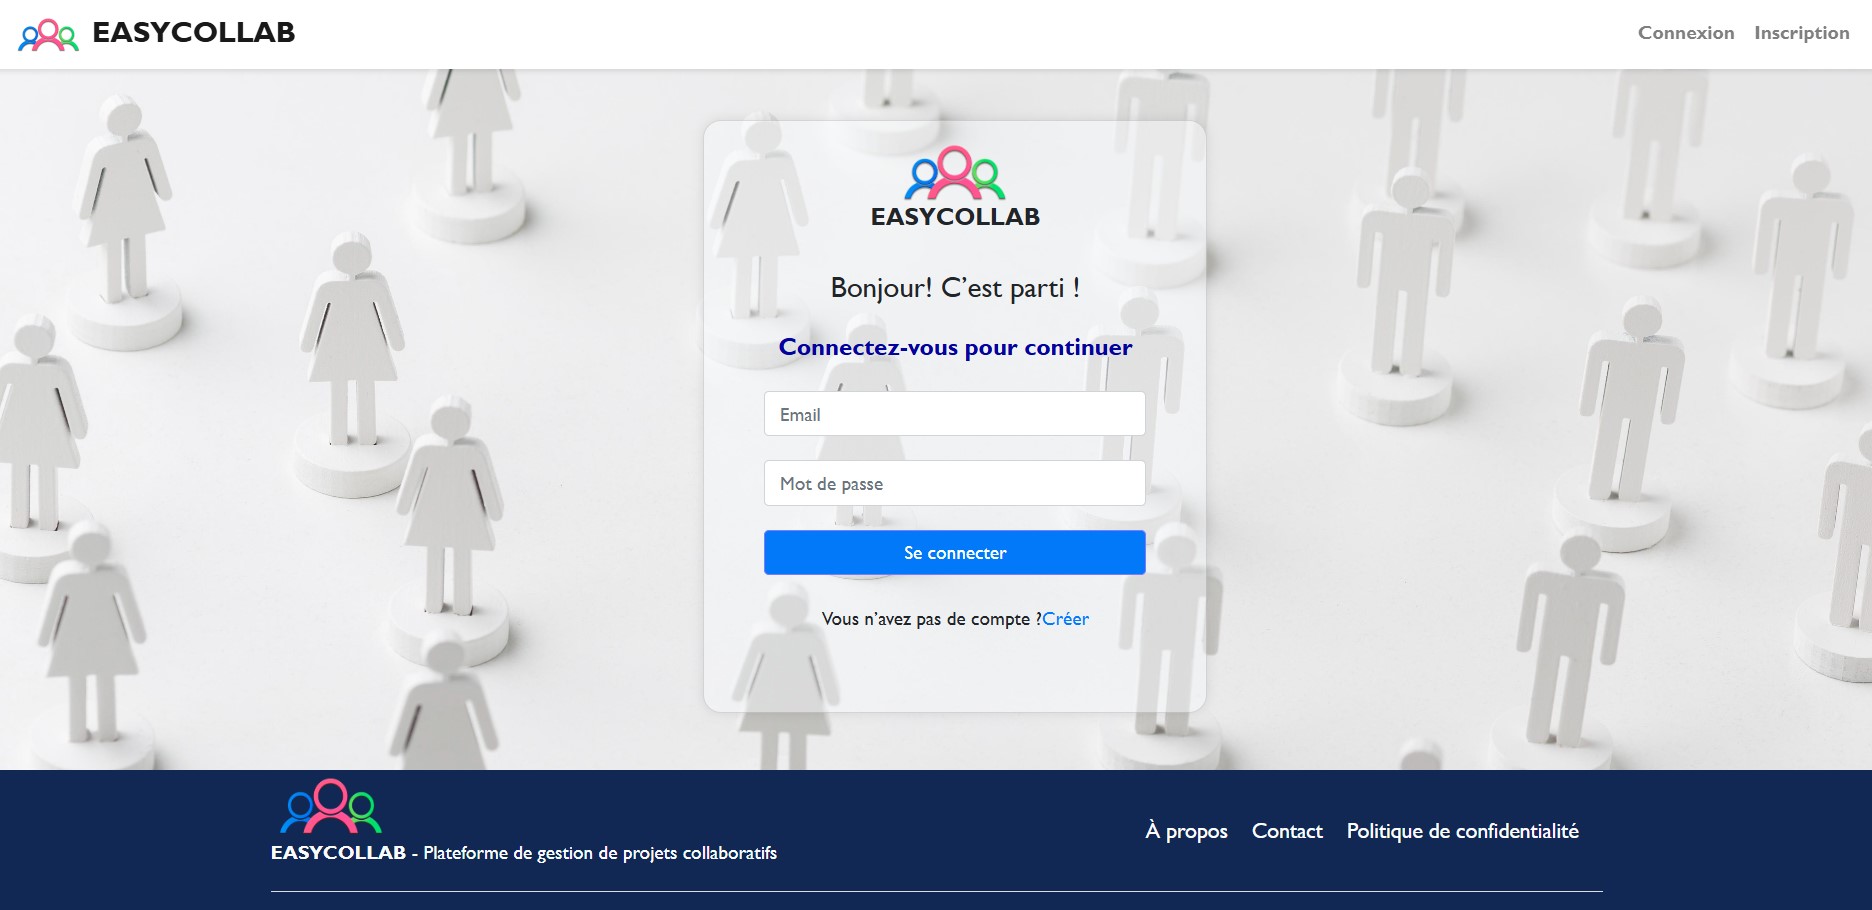 EASYCOLLAB
Connexion Inscription
EASYCOLLAB
Bonjour! C’est parti !
Connectez-vous pour continuer
Email
Mot de passe
Se connecter
Vous n’avez pas de compte ?Créer
À propos Contact Politique de confidentialité
EASYCOLLAB - Plateforme de gestion de projets collaboratifs